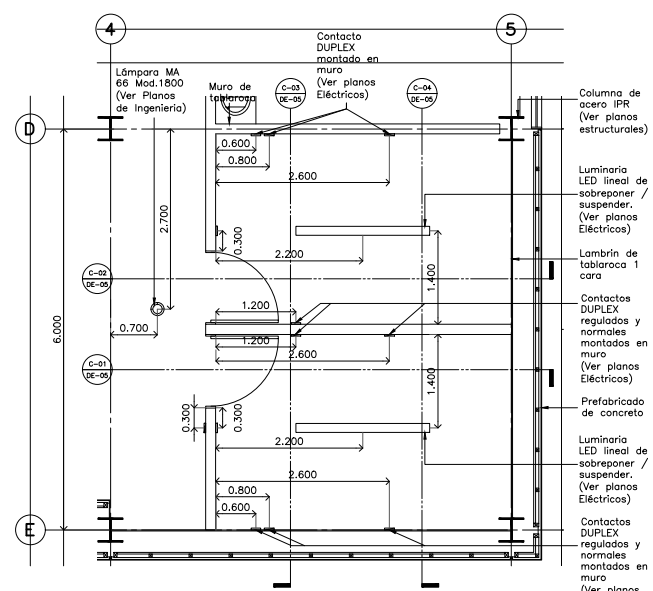 4
5
Contacto
DUPLEX
montado en
muro
(Ver planos
Eléctricos)
Lámpara MA
66 Mod.1800
(Ver Planos
de Ingeniería)
Muro de
tablaroca
C-03
DE-05
C-04
DE-05
Columna de
acero IPR
(Ver planos
estructurales)
D
0.600
0.800
2.600
Luminaria
LED lineal de
sobreponer /
suspender.
(Ver planos
Eléctricos)
2.700
0.300
2.200
1.400
Lambrin de
tablaroca 1
cara
C-02
DE-05
6.000
0.700
1.200
1.200
2.600
Contactos
DUPLEX
regulados y
normales
montados en
muro
(Ver planos
Eléctricos)
C-01
DE-05
1.400
Prefabricado
de concreto
0.300
0.300
2.200
2.600
0.800
0.600
Luminaria
LED lineal de
sobreponer /
suspender.
(Ver planos
Eléctricos)
E
Contactos
DUPLEX
regulados y
normales
montados en
muro
(Ver planos